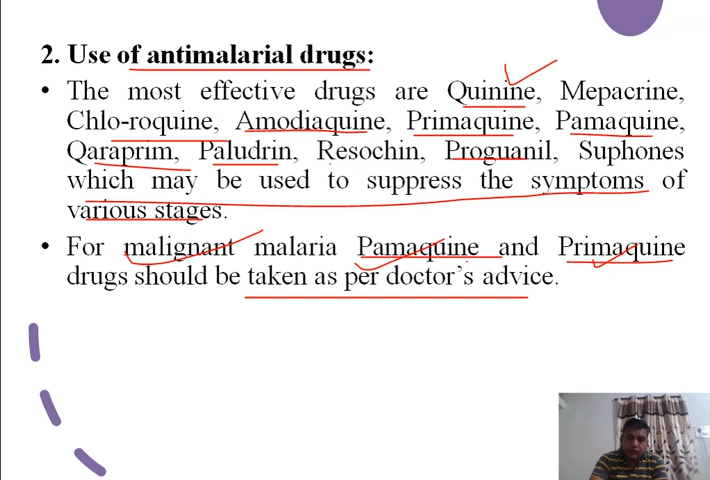 2. Use of antimalarial drugs:
• The most effective drugs are Quinine, Mepacrine,
Chlo-roquine, Amodiaquine, Primaquine, Pamaquine,
Qaraprim, Paludrin, Resochin, Proguanil, Suphones
which may be used to suppress the symptoms of
various stages.
• For malignant malaria Pamaquine and Primaquine
drugs should be taken as per doctor's advice.